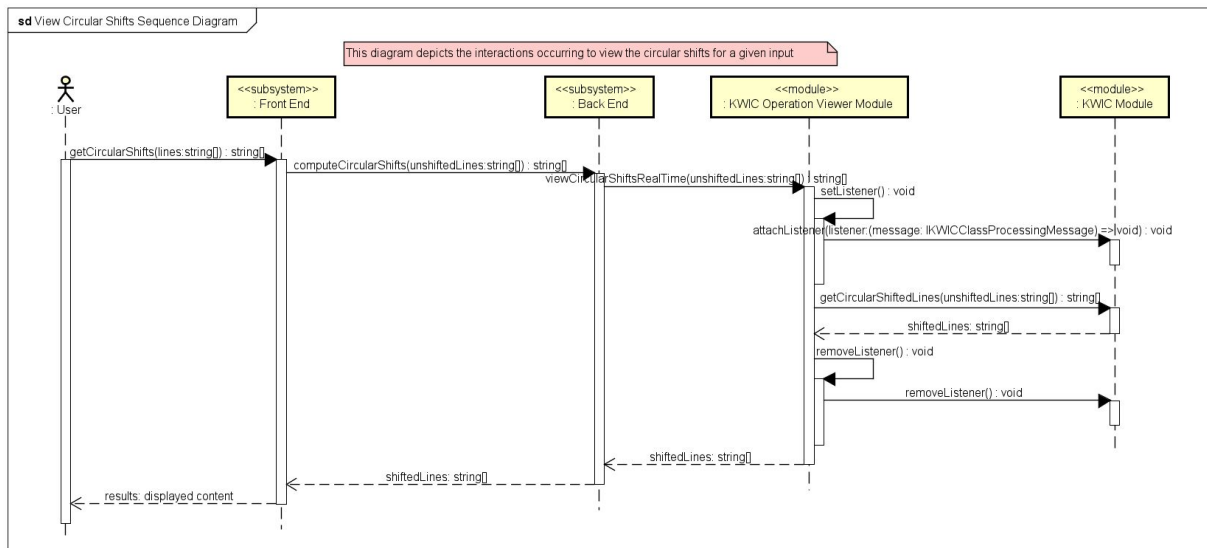 sd View Circular Shifts Sequence Diagram
This diagram depicts the interactions occurring to view the circular shifts for a given input
: User
<<subsystem>>
: Front End
<<subsystem>>
: Back End
<<module>>
: KWIC Operation Viewer Module
<<module>>
: KWIC Module
getCircularShifts(lines:string[]) : string[]
computeCircularShifts(unshiftedLines:string[]) : string[]
viewCircularShiftsRealTime(unshiftedLines:string[]) : string[]
setListener() : void
attachListener(listener:(message: IKWICClassProcessingMessage) => void) : void
getCircularShiftedLines(unshiftedLines:string[]) : string[]
shiftedLines: string[]
removeListener() : void
removeListener() : void
shiftedLines: string[]
shiftedLines: string[]
results: displayed content